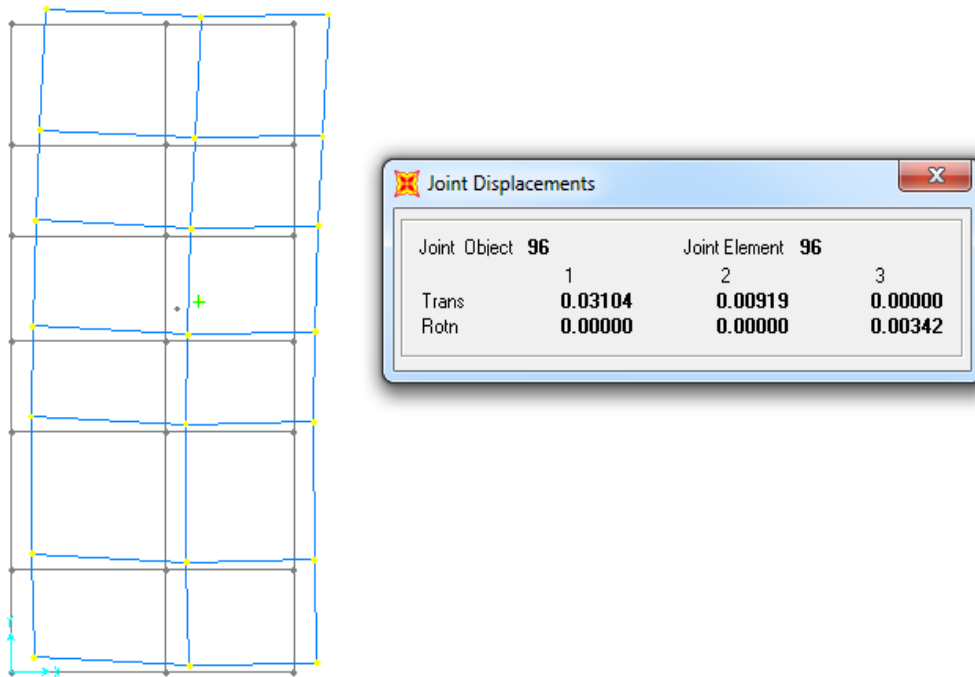 Joint Displacements
Joint Object 96 Joint Element 96
1 2 3
Trans 0.03104 0.00919 0.00000
Rotn 0.00000 0.00000 0.00342
Y
X